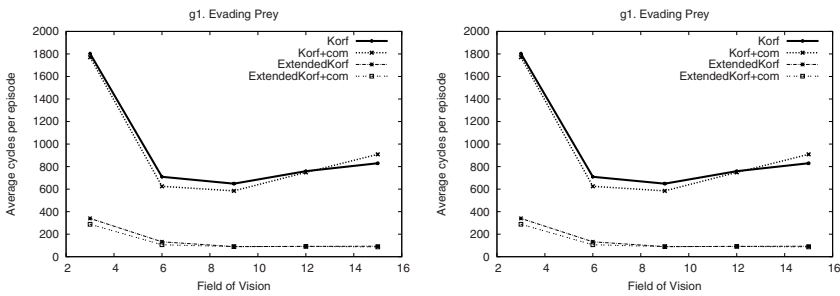 g1. Evading Prey
Average cycles per episode
2000
1800
1600
1400
1200
1000
800
600
400
200
0
Korf
Korf+com
ExtendedKorf
ExtendedKorf+com
2 4 6 8 10 12 14 16
Field of Vision
g1. Evading Prey
Average cycles per episode
2000
1800
1600
1400
1200
1000
800
600
400
200
0
Korf
Korf+com
ExtendedKorf
ExtendedKorf+com
2 4 6 8 10 12 14 16
Field of Vision